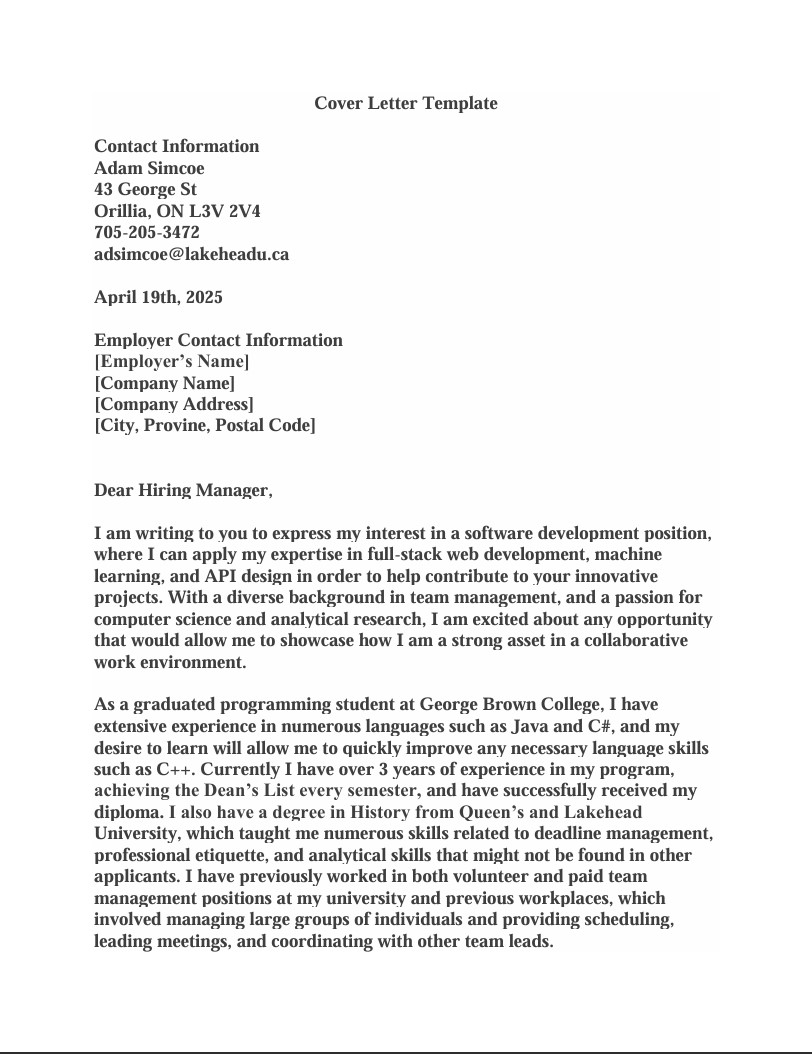 Cover Letter Template
Contact Information
Adam Simcoe
43 George St
Orillia, ON L3V 2V4
705-205-3472
adsimcoe@lakeheadu.ca
April 19th, 2025
Employer Contact Information
[Employer’s Name]
[Company Name]
[Company Address]
[City, Provine, Postal Code]
Dear Hiring Manager,
I am writing to you to express my interest in a software development position,
where I can apply my expertise in full-stack web development, machine
learning, and API design in order to help contribute to your innovative
projects. With a diverse background in team management, and a passion for
computer science and analytical research, I am excited about any opportunity
that would allow me to showcase how I am a strong asset in a collaborative
work environment.
As a graduated programming student at George Brown College, I have
extensive experience in numerous languages such as Java and C#, and my
desire to learn will allow me to quickly improve any necessary language skills
such as C++. Currently I have over 3 years of experience in my program,
achieving the Dean’s List every semester, and have successfully received my
diploma. I also have a degree in History from Queen’s and Lakehead
University, which taught me numerous skills related to deadline management,
professional etiquette, and analytical skills that might not be found in other
applicants. I have previously worked in both volunteer and paid team
management positions at my university and previous workplaces, which
involved managing large groups of individuals and providing scheduling,
leading meetings, and coordinating with other team leads.